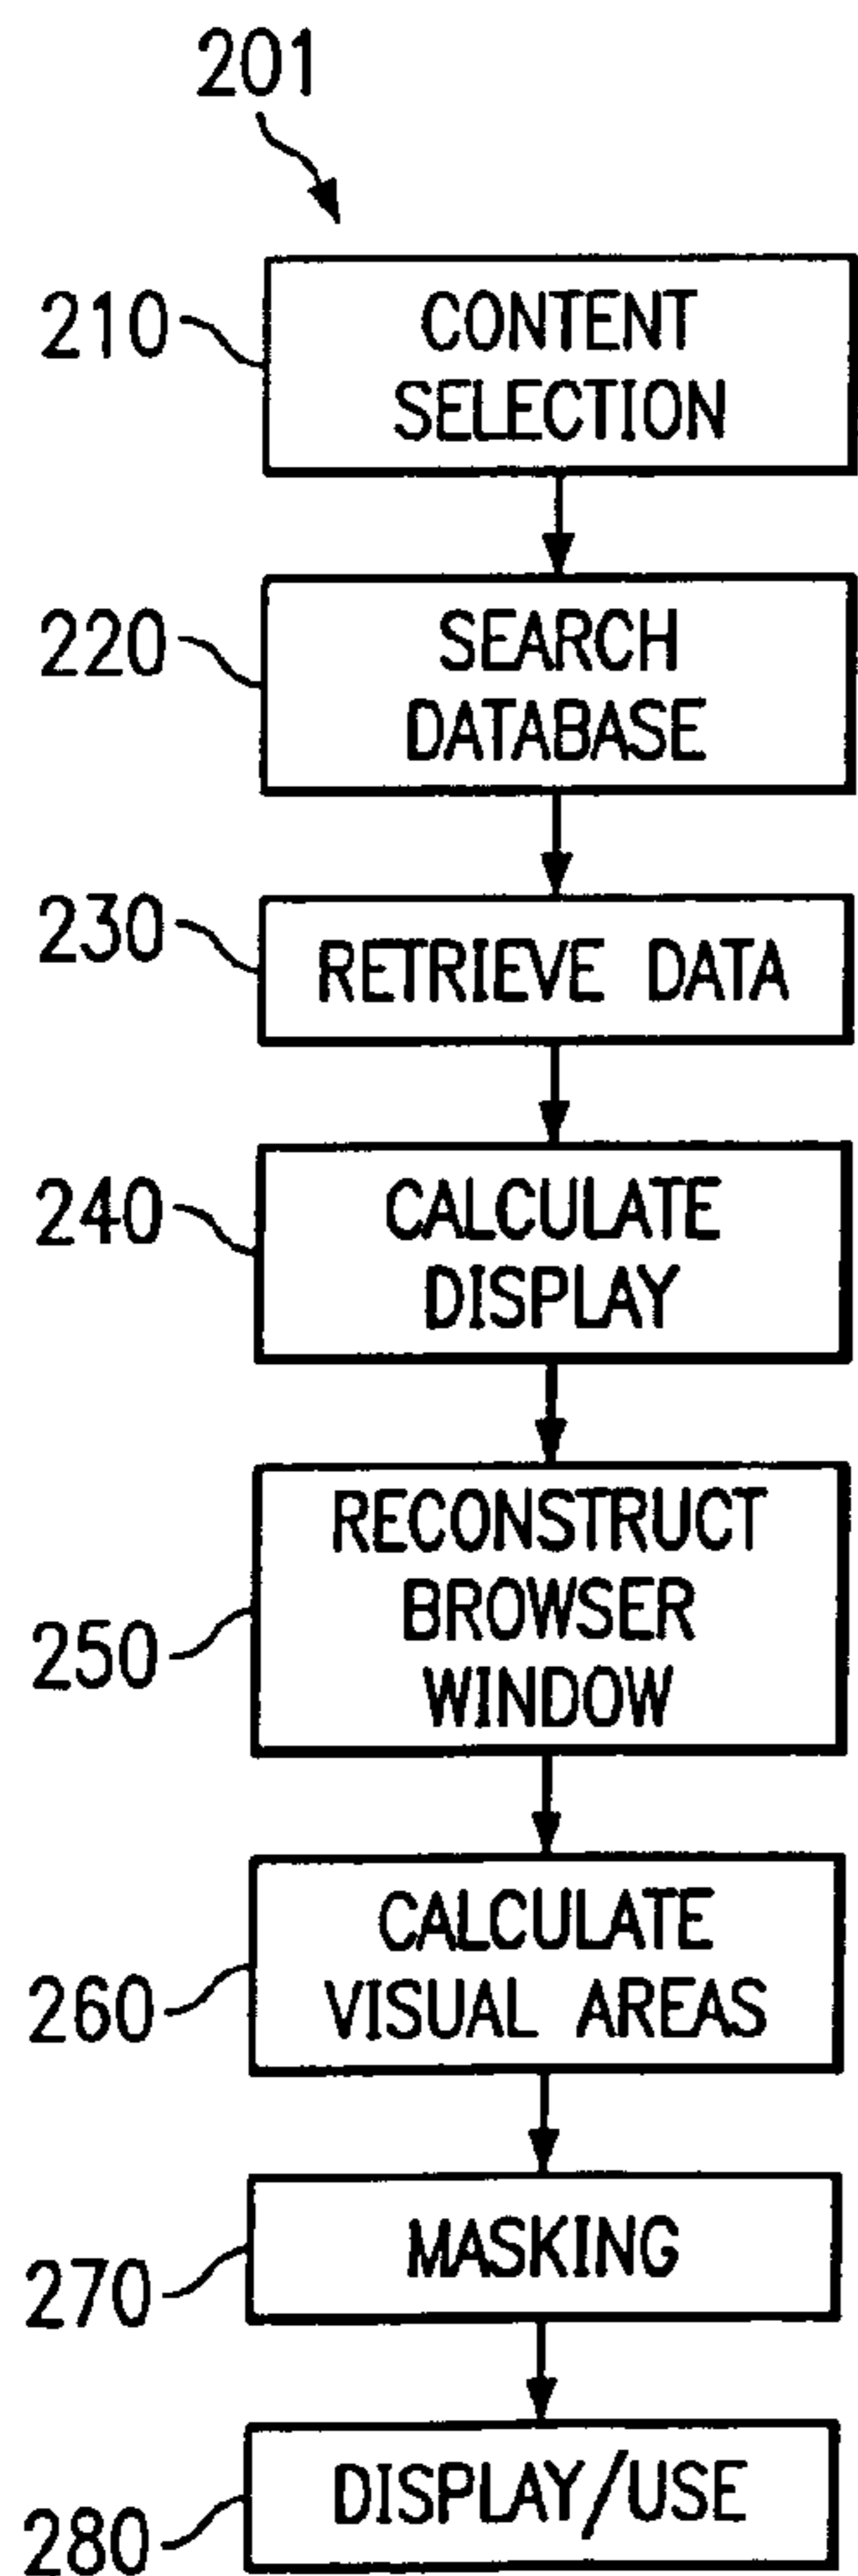 201
210
CONTENT
SELECTION
220
SEARCH
DATABASE
230
RETRIEVE DATA
240
CALCULATE
DISPLAY
250
RECONSTRUCT
BROWSER
WINDOW
260
CALCULATE
VISUAL AREAS
270
MASKING
280
DISPLAY/USE